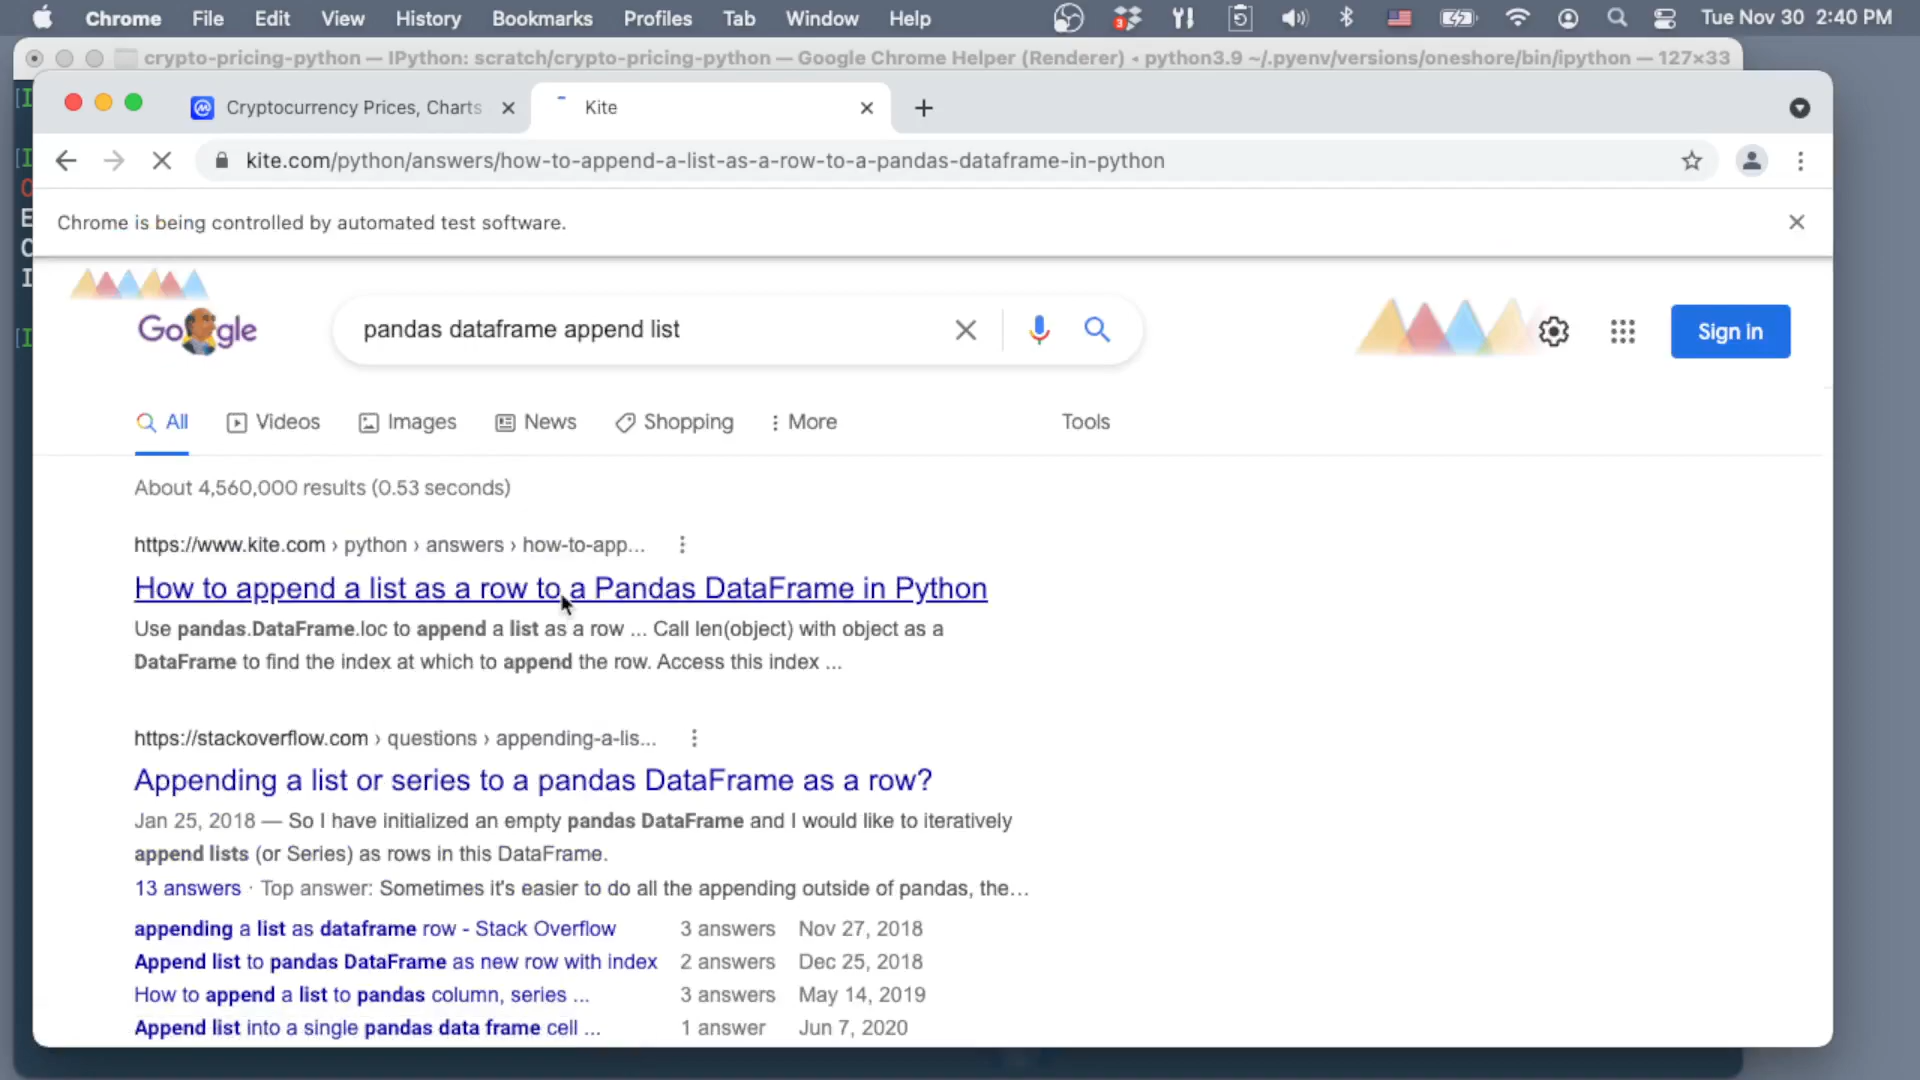 Chrome File Edit View History Bookmarks Profiles Tab Window Help 3 Tue Nov 30 2:40 PM
crypto-pricing-python — IPython: scratch/crypto-pricing-python — Google Chrome Helper (Renderer) ◂ python3.9 ~/.pyenv/versions/oneshore/bin/ipython — 127×33
Cryptocurrency Prices, Charts
Kite
kite.com/python/answers/how-to-append-a-list-as-a-row-to-a-pandas-dataframe-in-python
Chrome is being controlled by automated test software.
Google
pandas dataframe append list
Sign in
All Videos Images News Shopping More Tools
About 4,560,000 results (0.53 seconds)
https://www.kite.com › python › answers › how-to-app...
How to append a list as a row to a Pandas DataFrame in Python
Use pandas.DataFrame.loc to append a list as a row ... Call len(object) with object as a
DataFrame to find the index at which to append the row. Access this index ...
https://stackoverflow.com › questions › appending-a-lis...
Appending a list or series to a pandas DataFrame as a row?
Jan 25, 2018 — So I have initialized an empty pandas DataFrame and I would like to iteratively
append lists (or Series) as rows in this DataFrame.
13 answers · Top answer: Sometimes it's easier to do all the appending outside of pandas, the...
appending a list as dataframe row - Stack Overflow 3 answers Nov 27, 2018
Append list to pandas DataFrame as new row with index 2 answers Dec 25, 2018
How to append a list to pandas column, series ... 3 answers May 14, 2019
Append list into a single pandas data frame cell ... 1 answer Jun 7, 2020